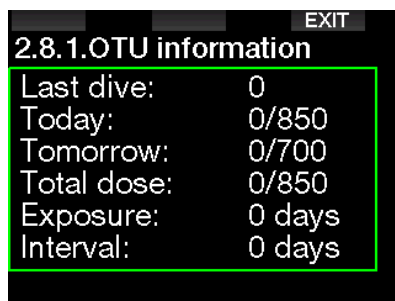 EXIT
2.8.1.OTU information
Last dive: 0
Today: 0/850
Tomorrow: 0/700
Total dose: 0/850
Exposure: 0 days
Interval: 0 days